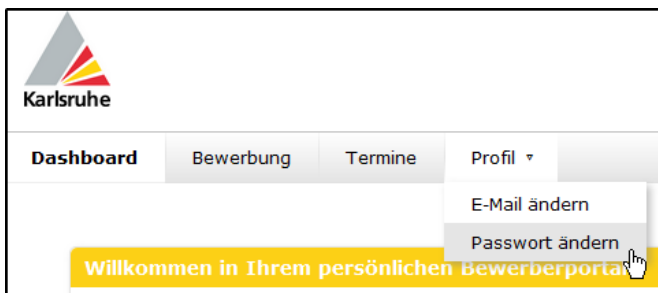 Karlsruhe
Dashboard Bewerbung Termine Profil ▿
E-Mail ändern
Passwort ändern
Willkommen in Ihrem persönlichen Bewerberportal